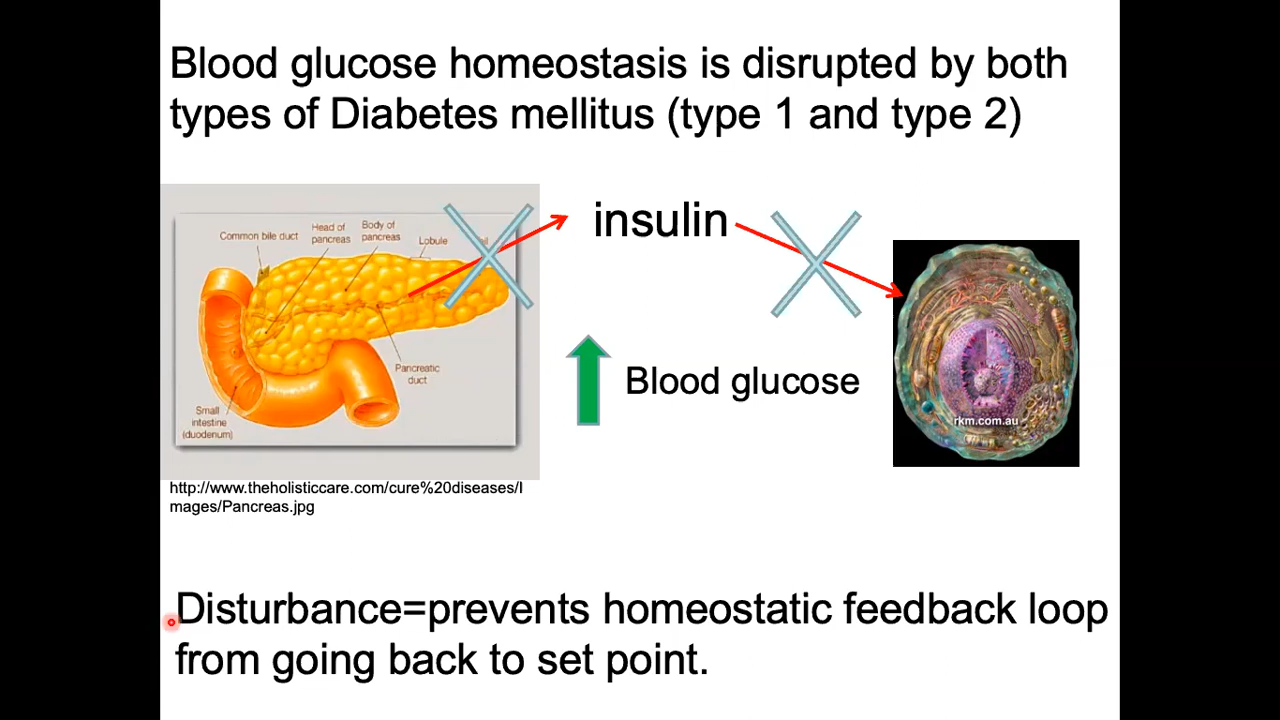 Blood glucose homeostasis is disrupted by both
types of Diabetes mellitus (type 1 and type 2)
insulin
Common bile duct
Head of
pancreas
Body of
pancreas
Lobule
Pancreatic
duct
Small
intestine
(duodenum)
Blood glucose
rkm.com.au
http://www.theholisticcare.com/cure%20diseases/I
mages/Pancreas.jpg
Disturbance=prevents homeostatic feedback loop
from going back to set point.